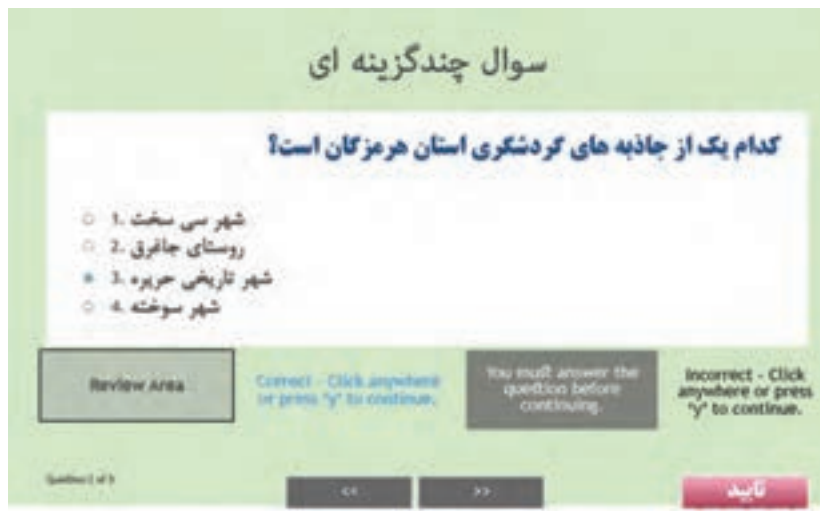 سوال چندگزینه ای
کدام یک از جاذبه های گردشگری استان هرمزگان است؟
1. شهر سی سخت
2. روستای جاغرق
3. شهر تاریخی حریره
4. شهر سوخته
Review Area
Correct - Click anywhere
or press "y" to continue.
You must answer the
question before
continuing.
Incorrect - Click
anywhere or press
"y" to continue.
<<
>>
تایید